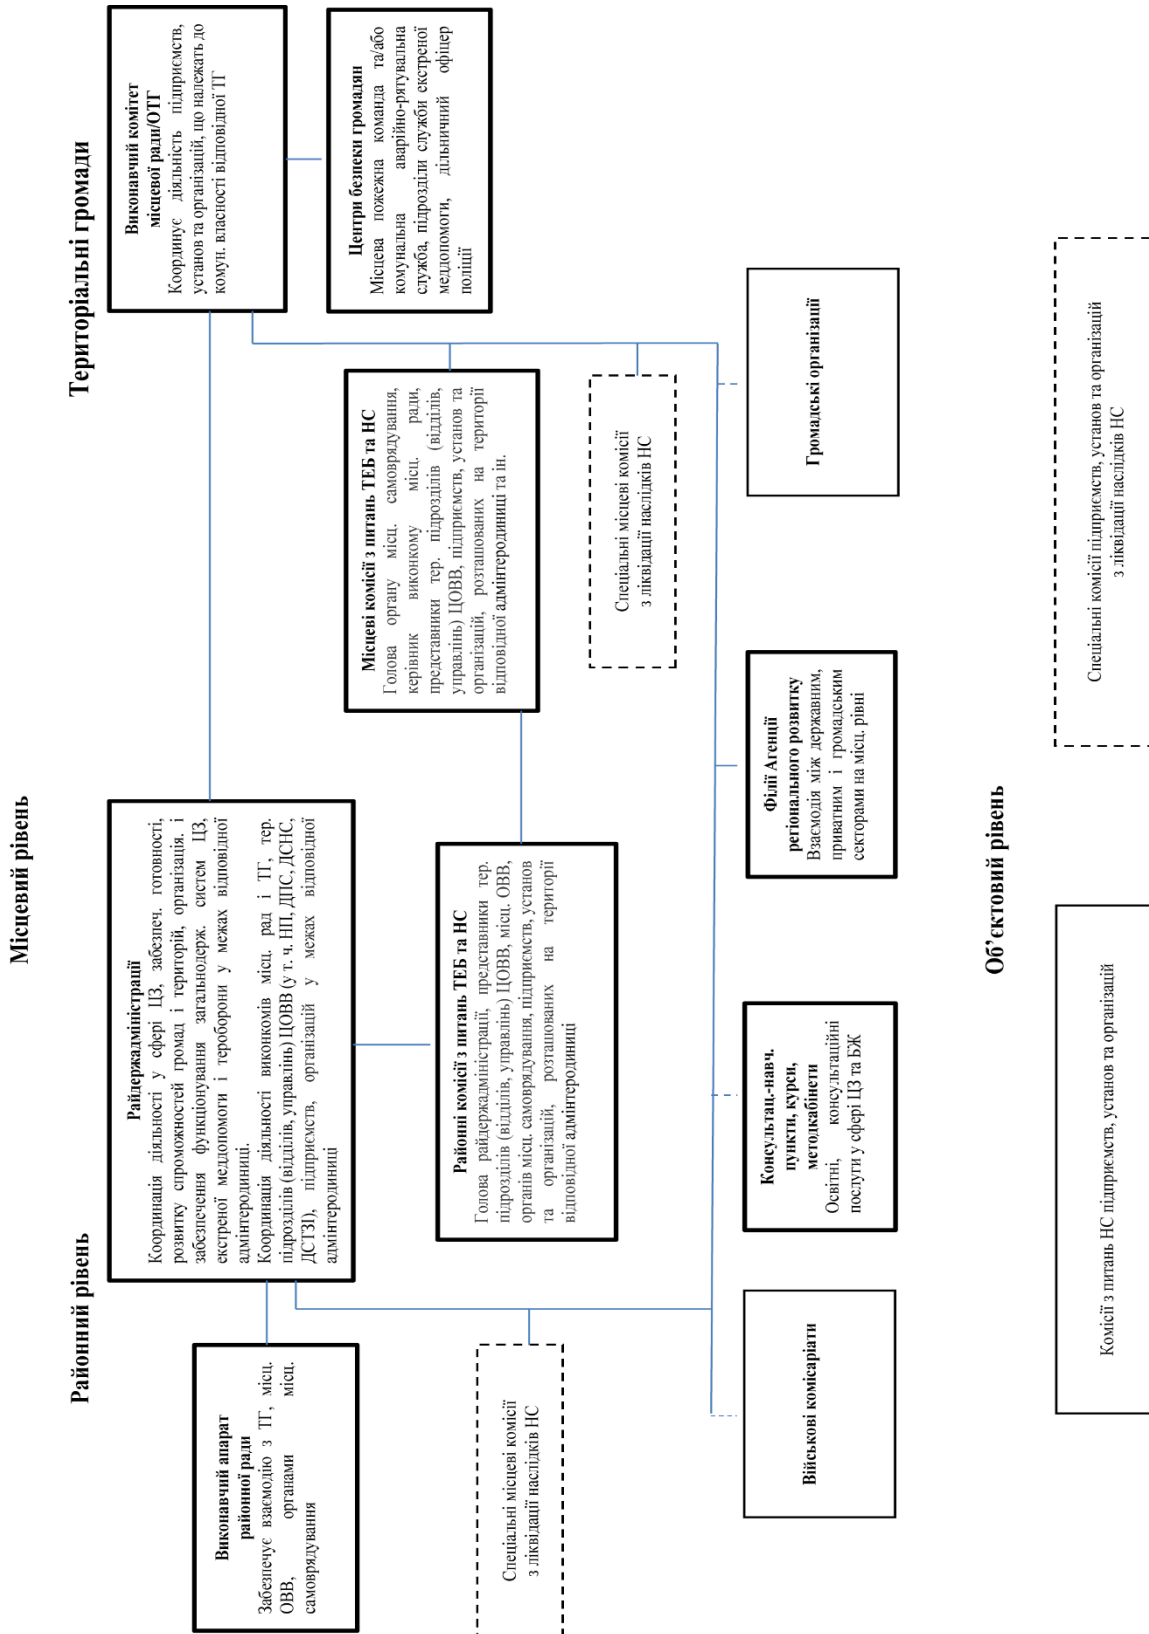 Місцевий рівень
Районний рівень
Територіальні громади
Виконавчий апарат
районної ради
Забезпечує взаємодію з ТГ, місц.
ОВВ, органами місц.
самоврядування
Райдержадміністрації
Координація діяльності у сфері ЦЗ, забезпеч. готовності,
розвитку спроможностей громад і територій, організація. і
забезпечення функціонування загальнодерж. систем ЦЗ,
екстреної меддопомоги і тероборони у межах відповідної
адмінтеродиниці.
Координація діяльності виконкомів місц. рад і ТГ, тер.
підрозділів (відділів, управлінь) ЦОВВ (у т. ч. НП, ДПС, ДСНС,
ДСТЗІ), підприємств, організацій у межах відповідної
адмінтеродиниці
Виконавчий комітет
місцевої ради/ОТГ
Координує діяльність підприємств,
установ та організацій, що належать до
комун. власності відповідної ТГ
Центри безпеки громадян
Місцева пожежна команда та/або
комунальна аварійно-рятувальна
служба, підрозділи служби екстреної
меддопомоги, дільничний офіцер
поліції
Районні комісії з питань ТЕБ та НС
Голова райдержадміністрації, представники тер.
підрозділів (відділів, управлінь) ЦОВВ, місц. ОВВ,
органів місц. самоврядування, підприємств, установ
та організацій, розташованих на території
відповідної адмінтеродиниці
Місцеві комісії з питань ТЕБ та НС
Голова органу місц. самоврядування,
керівник виконкому місц. ради,
представники тер. підрозділів (відділів,
управлінь) ЦОВВ, підприємств, установ та
організацій, розташованих на території
відповідної адмінтеродиниці та ін.
Спеціальні місцеві комісії
з ліквідації наслідків НС
Спеціальні місцеві комісії
з ліквідації наслідків НС
Військові комісаріати
Консультац.-навч.
пункти, курси,
методкабінети
Освітні, консультаційні
послуги у сфері ЦЗ та БЖ
Філії Агенції
регіонального розвитку
Взаємодія між державним,
приватним і громадським
секторами на місц. рівні
Громадські організації
Об’єктовий рівень
Комісії з питань НС підприємств, установ та організацій
Спеціальні комісії підприємств, установ та організацій
з ліквідації наслідків НС